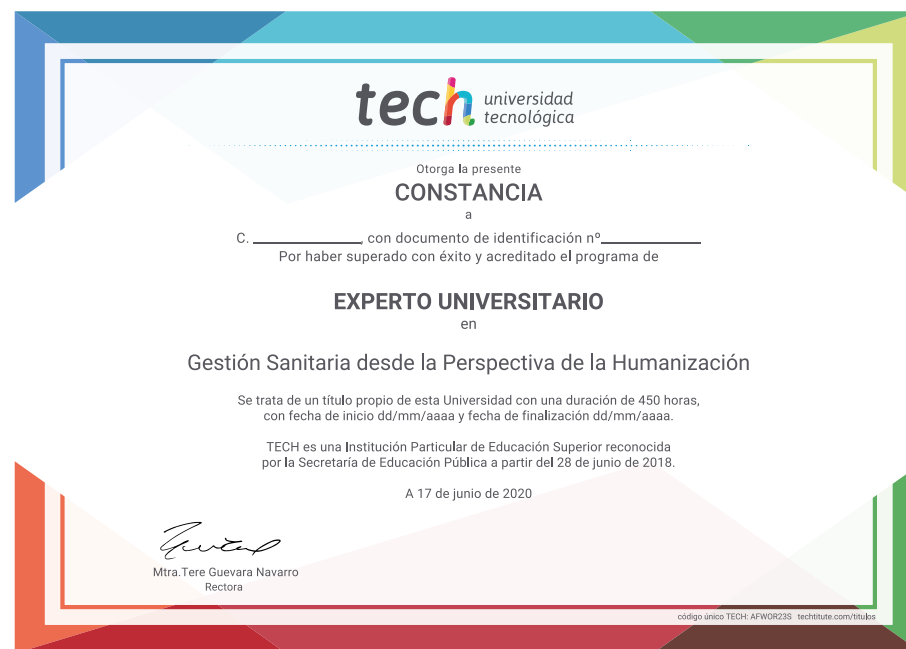 tech universidad
tecnológica
Otorga la presente
CONSTANCIA
a
C. ____________, con documento de identificación nº___________
Por haber superado con éxito y acreditado el programa de
EXPERTO UNIVERSITARIO
en
Gestión Sanitaria desde la Perspectiva de la Humanización
Se trata de un título propio de esta Universidad con una duración de 450 horas,
con fecha de inicio dd/mm/aaaa y fecha de finalización dd/mm/aaaa.
TECH es una Institución Particular de Educación Superior reconocida
por la Secretaría de Educación Pública a partir del 28 de junio de 2018.
A 17 de junio de 2020
Mtra.Tere Guevara Navarro
Rectora
código único TECH: AFWOR23S techtitute.com/titulos